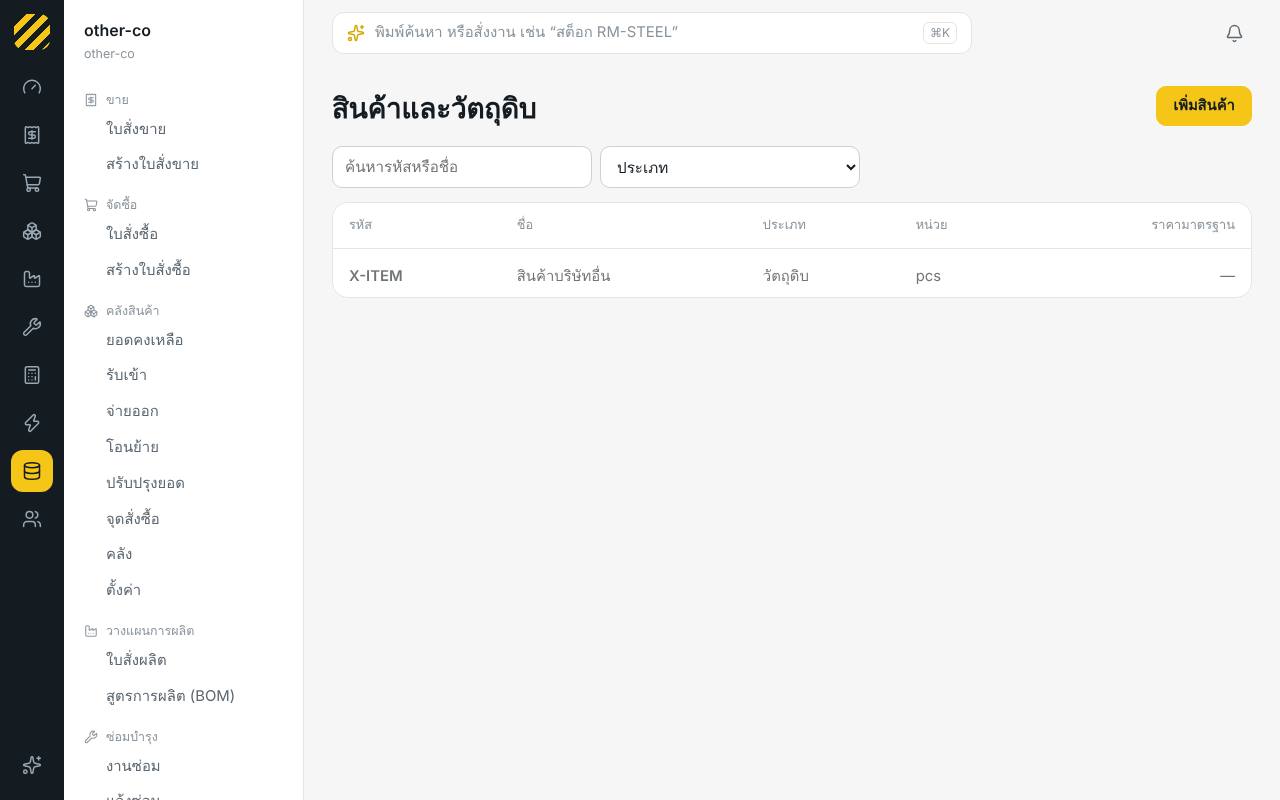 other-co
other-co
ขาย
ใบสั่งขาย
สร้างใบสั่งขาย
จัดซื้อ
ใบสั่งซื้อ
สร้างใบสั่งซื้อ
คลังสินค้า
ยอดคงเหลือ
รับเข้า
จ่ายออก
โอนย้าย
ปรับปรุงยอด
จุดสั่งซื้อ
คลัง
ตั้งค่า
วางแผนการผลิต
ใบสั่งผลิต
สูตรการผลิต (BOM)
ซ่อมบำรุง
งานซ่อม
แจ้งซ่อม
พิมพ์ค้นหา หรือสั่งงาน เช่น “สต็อก RM-STEEL” ⌘K
สินค้าและวัตถุดิบ
เพิ่มสินค้า
ค้นหารหัสหรือชื่อ ประเภท
รหัส ชื่อ ประเภท หน่วย ราคามาตรฐาน
X-ITEM สินค้าบริษัทอื่น วัตถุดิบ pcs —